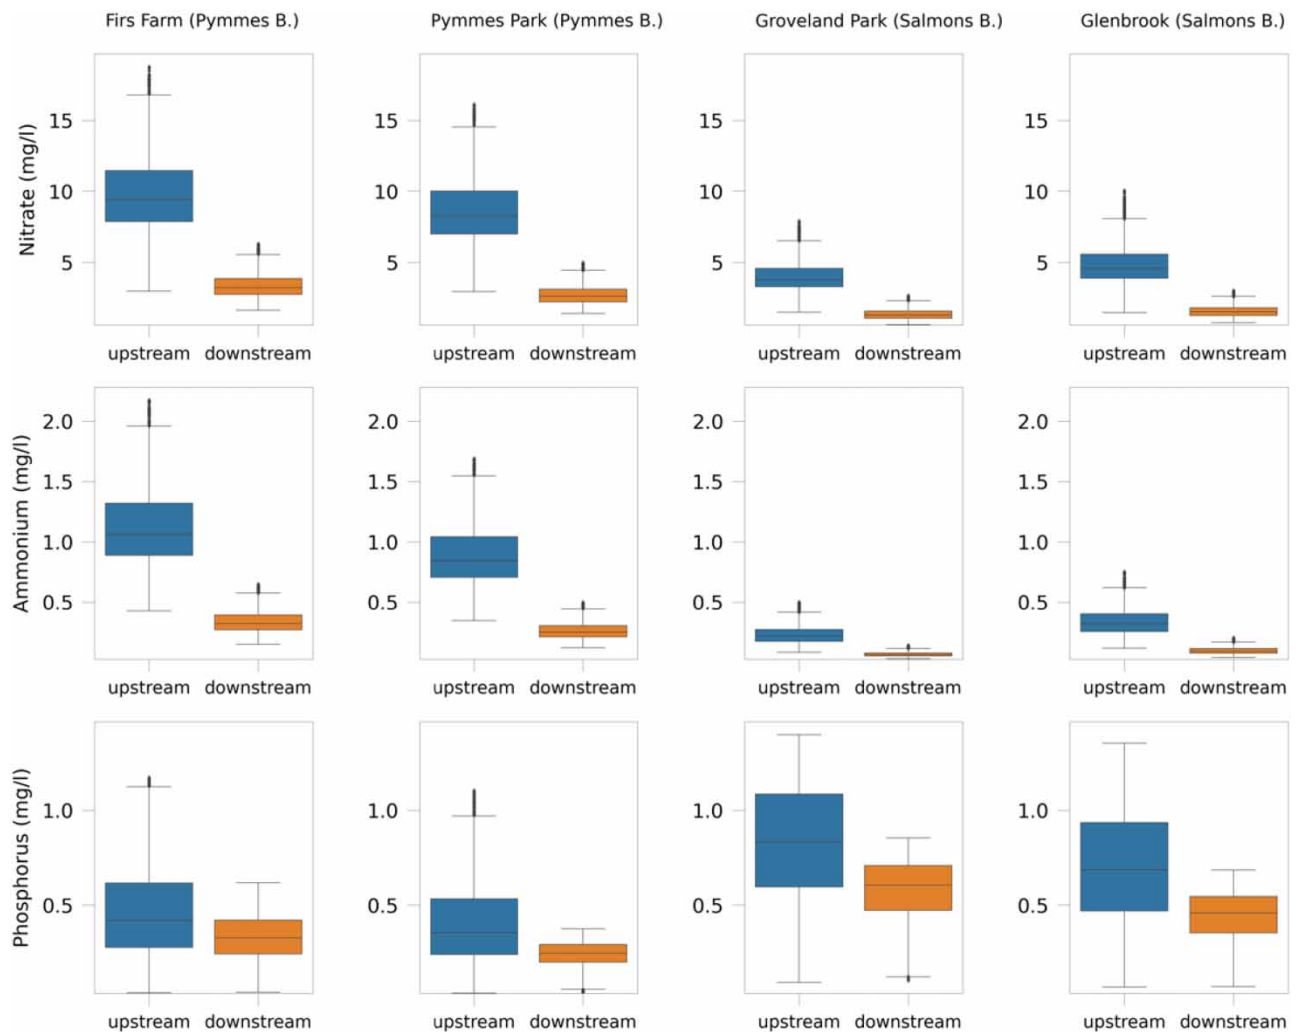 Firs Farm (Pymmes B.) Pymmes Park (Pymmes B.) Groveland Park (Salmons B.) Glenbrook (Salmons B.)
Nitrate (mg/l)
15 15 15 15
10 10 10 10
5 5 5 5
upstream downstream upstream downstream upstream downstream upstream downstream
Ammonium (mg/l)
2.0 2.0 2.0 2.0
1.5 1.5 1.5 1.5
1.0 1.0 1.0 1.0
0.5 0.5 0.5 0.5
upstream downstream upstream downstream upstream downstream upstream downstream
Phosphorus (mg/l)
1.0 1.0 1.0 1.0
0.5 0.5 0.5 0.5
upstream downstream upstream downstream upstream downstream upstream downstream